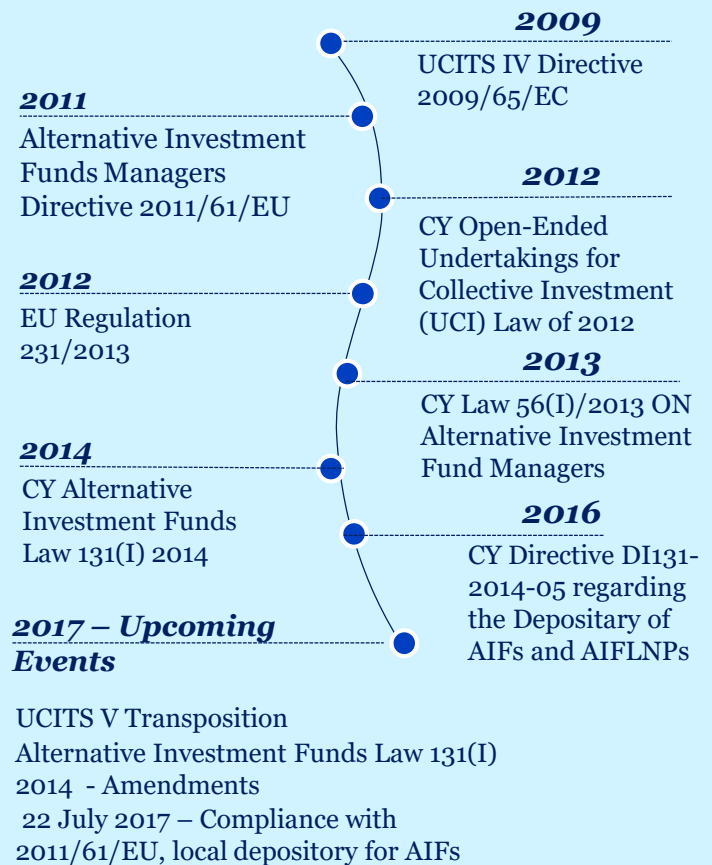 2009
UCITS IV Directive
2009/65/EC
2011
Alternative Investment
Funds Managers
Directive 2011/61/EU
2012
CY Open-Ended
Undertakings for
Collective Investment
(UCI) Law of 2012
2012
EU Regulation
231/2013
2013
CY Law 56(I)/2013 ON
Alternative Investment
Fund Managers
2014
CY Alternative
Investment Funds
Law 131(I) 2014
2016
CY Directive DI131-
2014-05 regarding
the Depositary of
AIFs and AIFLNPs
2017 – Upcoming
Events
UCITS V Transposition
Alternative Investment Funds Law 131(I)
2014 - Amendments
22 July 2017 – Compliance with
2011/61/EU, local depository for AIFs